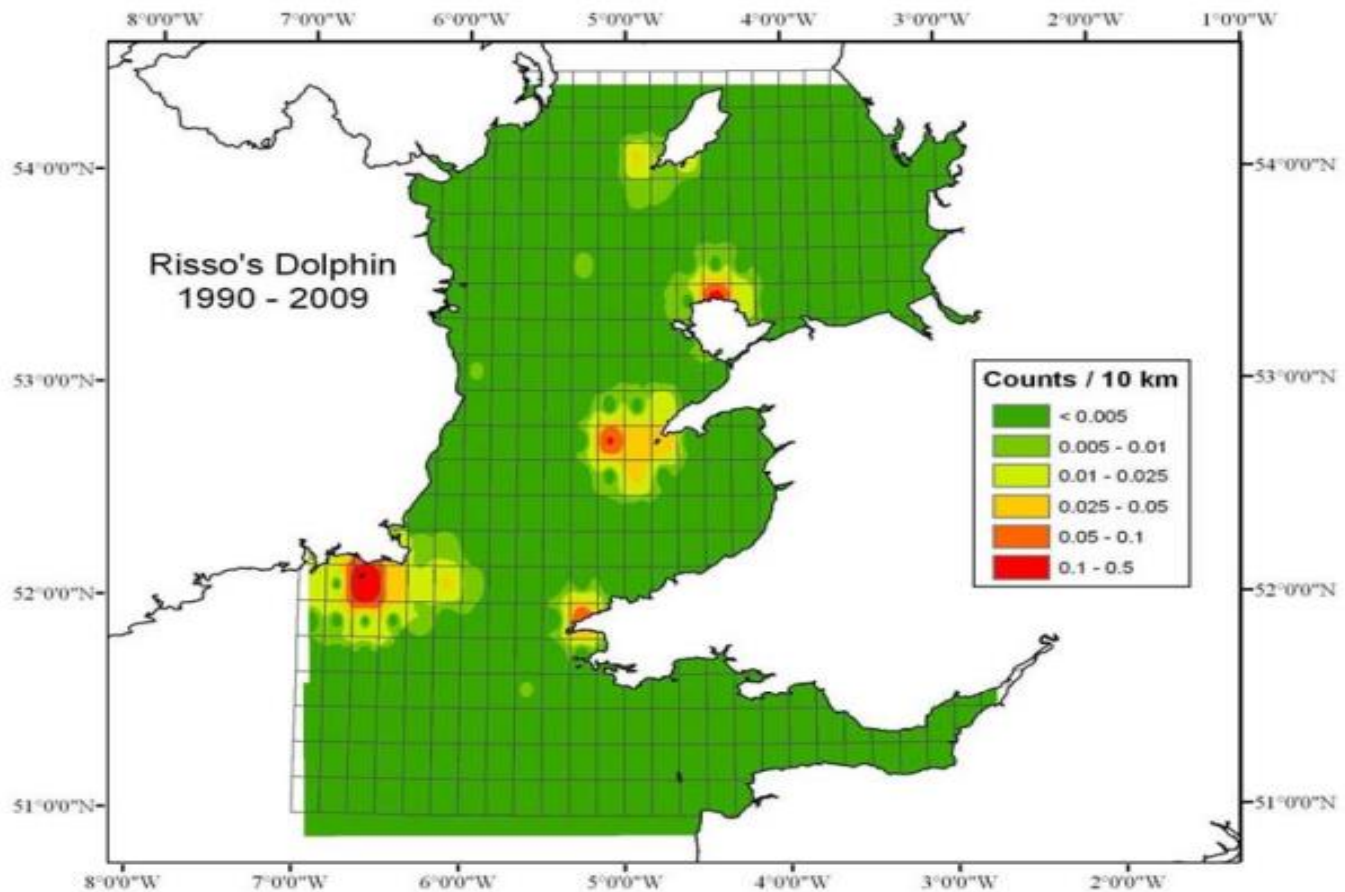 8°0'0"W 7°0'0"W 6°0'0"W 5°0'0"W 4°0'0"W 3°0'0"W 2°0'0"W 1°0'0"W
54°0'0"N 54°0'0"N
Risso's Dolphin
1990 - 2009
53°0'0"N 53°0'0"N
Counts / 10 km
< 0.005
0.005 - 0.01
0.01 - 0.025
0.025 - 0.05
0.05 - 0.1
0.1 - 0.5
52°0'0"N 52°0'0"N
51°0'0"N 51°0'0"N
8°0'0"W 7°0'0"W 6°0'0"W 5°0'0"W 4°0'0"W 3°0'0"W 2°0'0"W